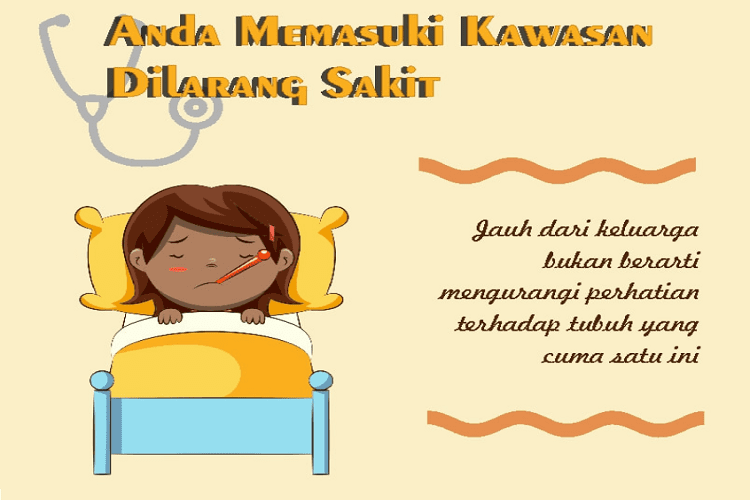 Anda Memasuki Kawasan
Dilarang Sakit
Jauh dari keluarga
bukan berarti
mengurangi perhatian
terhadap tubuh yang
cuma satu ini